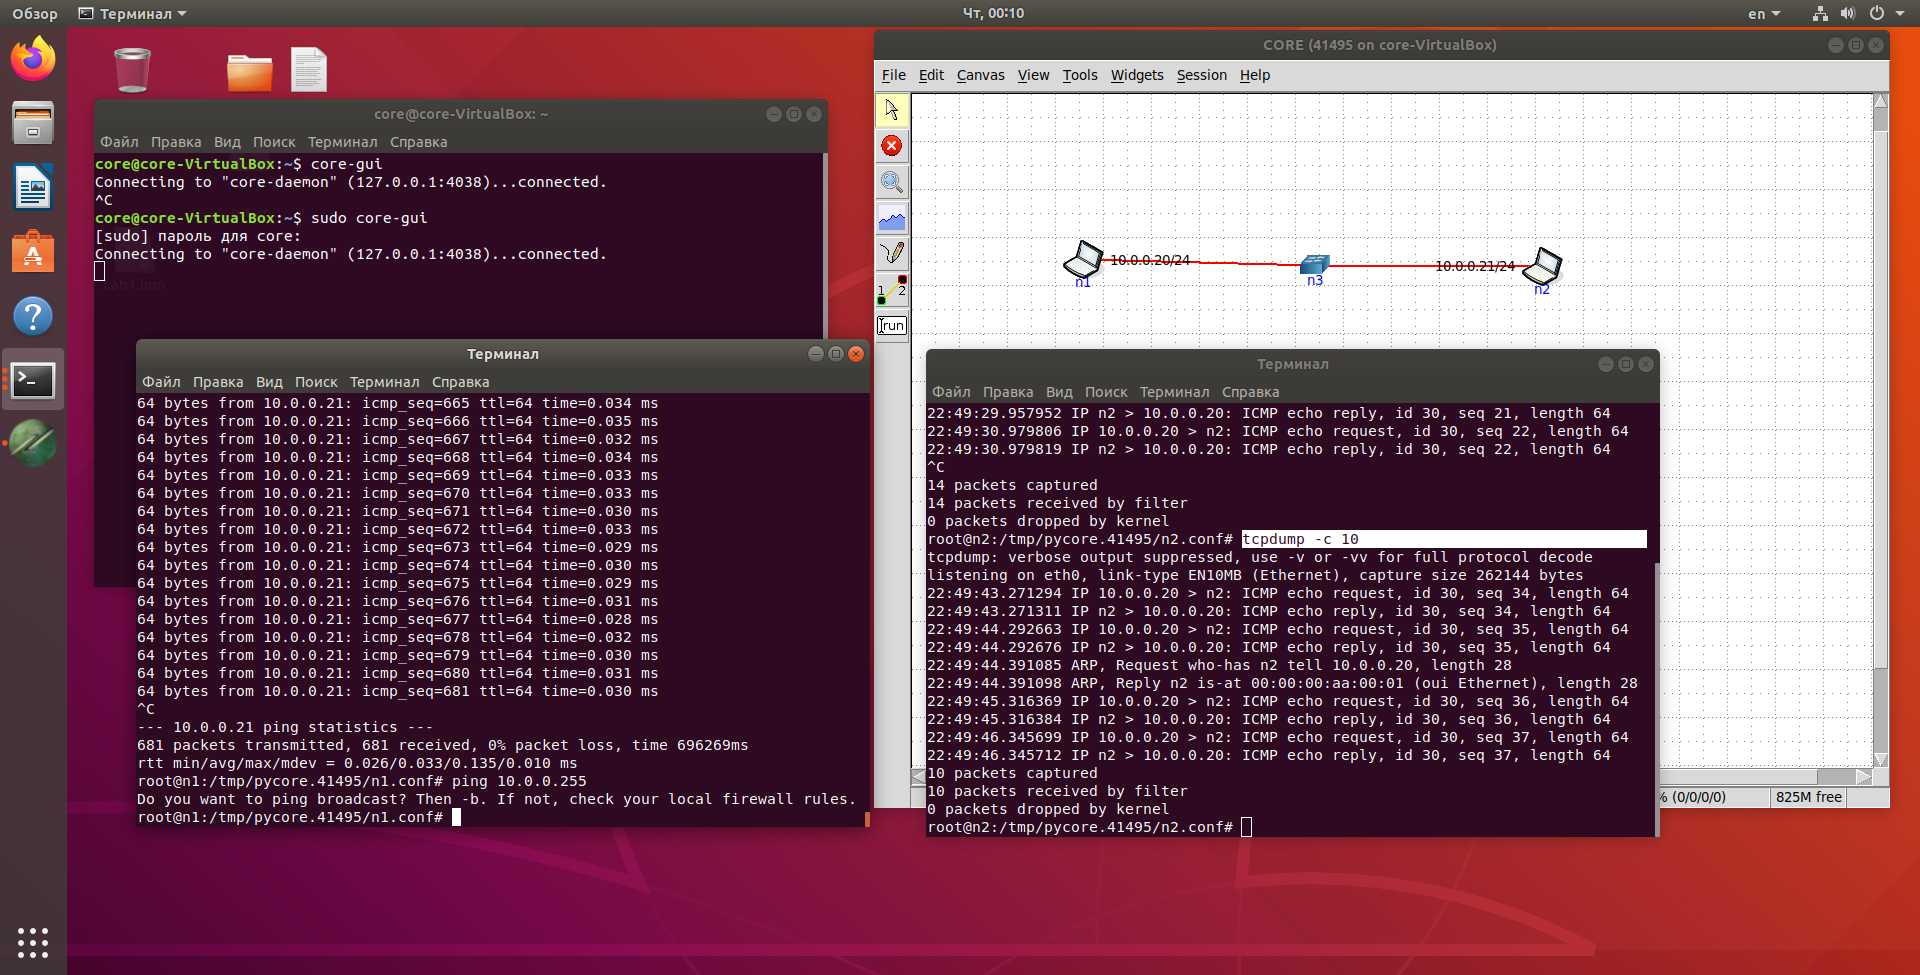 Обзор
Терминал
Чт, 00:10
en
core@core-VirtualBox: ~
Файл Правка Вид Поиск Терминал Справка
core@core-VirtualBox:~$ core-gui
Connecting to "core-daemon" (127.0.0.1:4038)...connected.
^C
core@core-VirtualBox:~$ sudo core-gui
[sudo] пароль для core:
Connecting to "core-daemon" (127.0.0.1:4038)...connected.
Lab1.imn
Терминал
Файл Правка Вид Поиск Терминал Справка
64 bytes from 10.0.0.21: icmp_seq=665 ttl=64 time=0.034 ms
64 bytes from 10.0.0.21: icmp_seq=666 ttl=64 time=0.035 ms
64 bytes from 10.0.0.21: icmp_seq=667 ttl=64 time=0.032 ms
64 bytes from 10.0.0.21: icmp_seq=668 ttl=64 time=0.034 ms
64 bytes from 10.0.0.21: icmp_seq=669 ttl=64 time=0.033 ms
64 bytes from 10.0.0.21: icmp_seq=670 ttl=64 time=0.033 ms
64 bytes from 10.0.0.21: icmp_seq=671 ttl=64 time=0.030 ms
64 bytes from 10.0.0.21: icmp_seq=672 ttl=64 time=0.033 ms
64 bytes from 10.0.0.21: icmp_seq=673 ttl=64 time=0.029 ms
64 bytes from 10.0.0.21: icmp_seq=674 ttl=64 time=0.030 ms
64 bytes from 10.0.0.21: icmp_seq=675 ttl=64 time=0.029 ms
64 bytes from 10.0.0.21: icmp_seq=676 ttl=64 time=0.031 ms
64 bytes from 10.0.0.21: icmp_seq=677 ttl=64 time=0.028 ms
64 bytes from 10.0.0.21: icmp_seq=678 ttl=64 time=0.032 ms
64 bytes from 10.0.0.21: icmp_seq=679 ttl=64 time=0.030 ms
64 bytes from 10.0.0.21: icmp_seq=680 ttl=64 time=0.031 ms
64 bytes from 10.0.0.21: icmp_seq=681 ttl=64 time=0.030 ms
^C
--- 10.0.0.21 ping statistics ---
681 packets transmitted, 681 received, 0% packet loss, time 696269ms
rtt min/avg/max/mdev = 0.026/0.033/0.135/0.010 ms
root@n1:/tmp/pycore.41495/n1.conf# ping 10.0.0.255
Do you want to ping broadcast? Then -b. If not, check your local firewall rules.
root@n1:/tmp/pycore.41495/n1.conf#
CORE (41495 on core-VirtualBox)
File Edit Canvas View Tools Widgets Session Help
1 2
run
10.0.0.20/24
10.0.0.21/24
n1
n3
n2
% (0/0/0/0)
825M free
Терминал
Файл Правка Вид Поиск Терминал Справка
22:49:29.957952 IP n2 > 10.0.0.20: ICMP echo reply, id 30, seq 21, length 64
22:49:30.979806 IP 10.0.0.20 > n2: ICMP echo request, id 30, seq 22, length 64
22:49:30.979819 IP n2 > 10.0.0.20: ICMP echo reply, id 30, seq 22, length 64
^C
14 packets captured
14 packets received by filter
0 packets dropped by kernel
root@n2:/tmp/pycore.41495/n2.conf# tcpdump -c 10
tcpdump: verbose output suppressed, use -v or -vv for full protocol decode
listening on eth0, link-type EN10MB (Ethernet), capture size 262144 bytes
22:49:43.271294 IP 10.0.0.20 > n2: ICMP echo request, id 30, seq 34, length 64
22:49:43.271311 IP n2 > 10.0.0.20: ICMP echo reply, id 30, seq 34, length 64
22:49:44.292663 IP 10.0.0.20 > n2: ICMP echo request, id 30, seq 35, length 64
22:49:44.292676 IP n2 > 10.0.0.20: ICMP echo reply, id 30, seq 35, length 64
22:49:44.391085 ARP, Request who-has n2 tell 10.0.0.20, length 28
22:49:44.391098 ARP, Reply n2 is-at 00:00:00:aa:00:01 (oui Ethernet), length 28
22:49:45.316369 IP 10.0.0.20 > n2: ICMP echo request, id 30, seq 36, length 64
22:49:45.316384 IP n2 > 10.0.0.20: ICMP echo reply, id 30, seq 36, length 64
22:49:46.345699 IP 10.0.0.20 > n2: ICMP echo request, id 30, seq 37, length 64
22:49:46.345712 IP n2 > 10.0.0.20: ICMP echo reply, id 30, seq 37, length 64
10 packets captured
10 packets received by filter
0 packets dropped by kernel
root@n2:/tmp/pycore.41495/n2.conf#